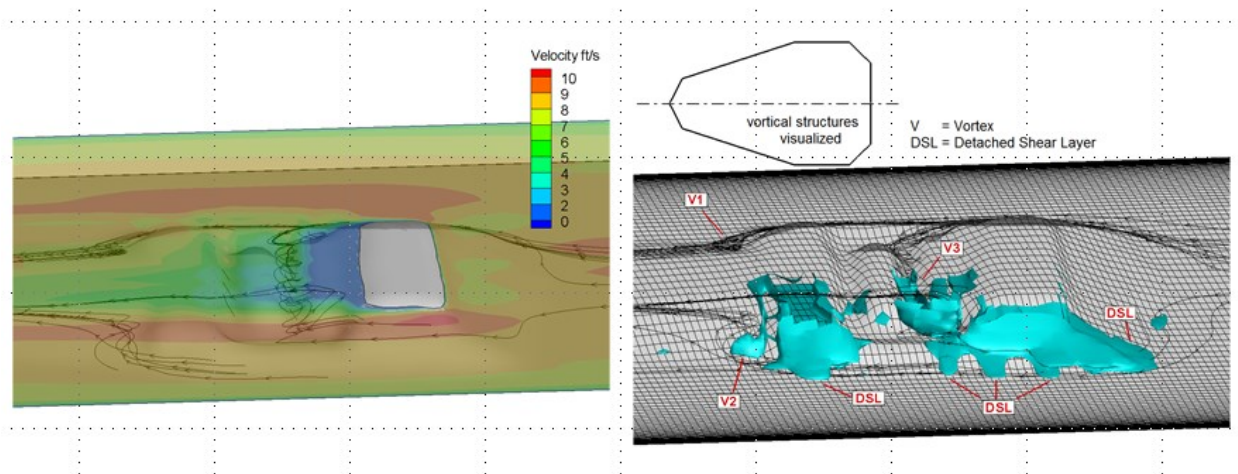 Velocity ft/s
10
9
8
7
6
5
4
3
2
0
vortical structures
visualized
V = Vortex
DSL = Detached Shear Layer
V1
V3
DSL
V2
DSL
DSL